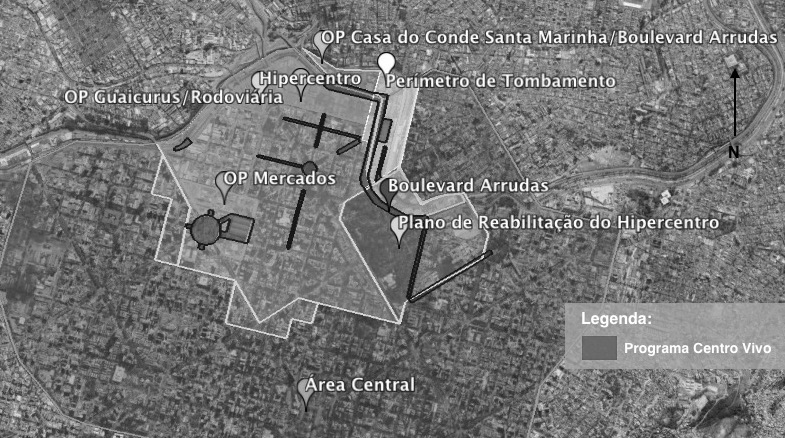 OP Casa do Conde Santa Marinha/Boulevard Arrudas
Hipercentro
Perímetro de Tombamento
OP Guaicurus/Rodoviária
N
OP Mercados
Boulevard Arrudas
Plano de Reabilitação do Hipercentro
Legenda:
Programa Centro Vivo
Área Central